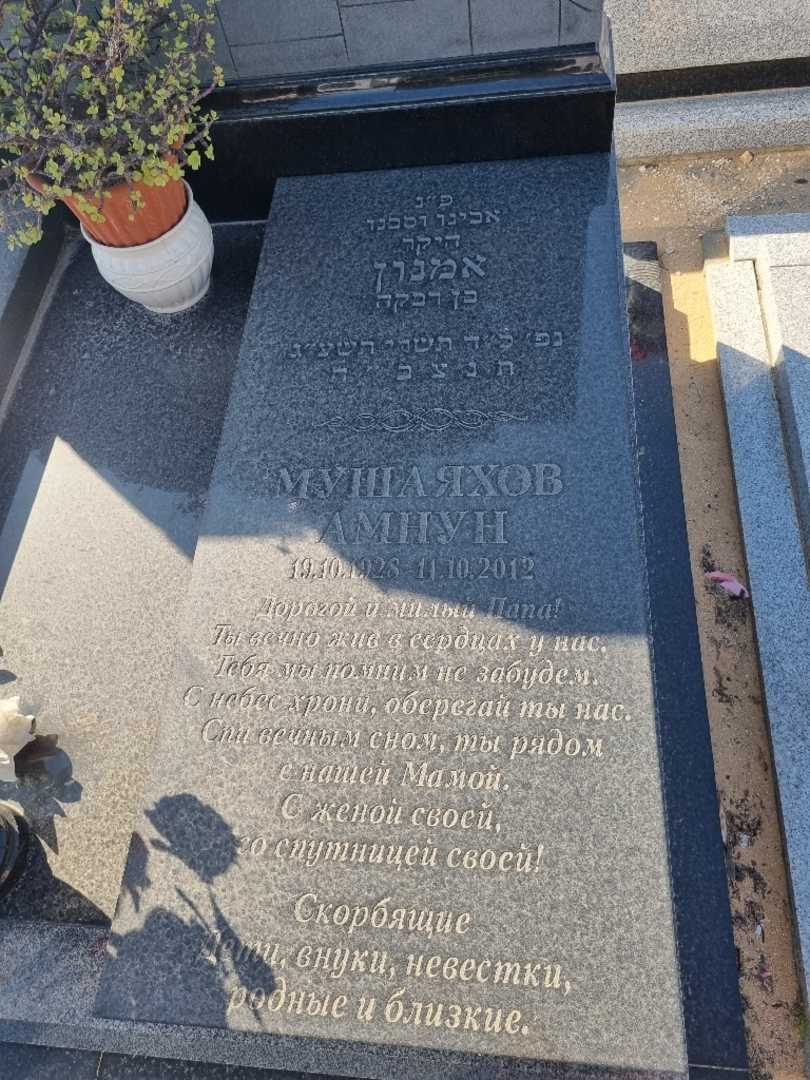 פ״נ
אבינו וסבנו
היקר
אמנון
בן רבקה
נפ׳ כ״ד תשרי תשע״ג
ת נ צ ב ה
МУШАЯХОВ
АМНУН
19.10.1928-11.10.2012
Дорогой и милый Папа!
Ты вечно жив в сердцах у нас.
Тебя мы помним не забудем.
С небес хрони, оберегай ты нас.
Спи вечным сном, ты рядом
с нашей Мамой.
С женой своей,
со спутницей своей!
Скорбящие
Дети, внуки, невестки,
родные и близкие.